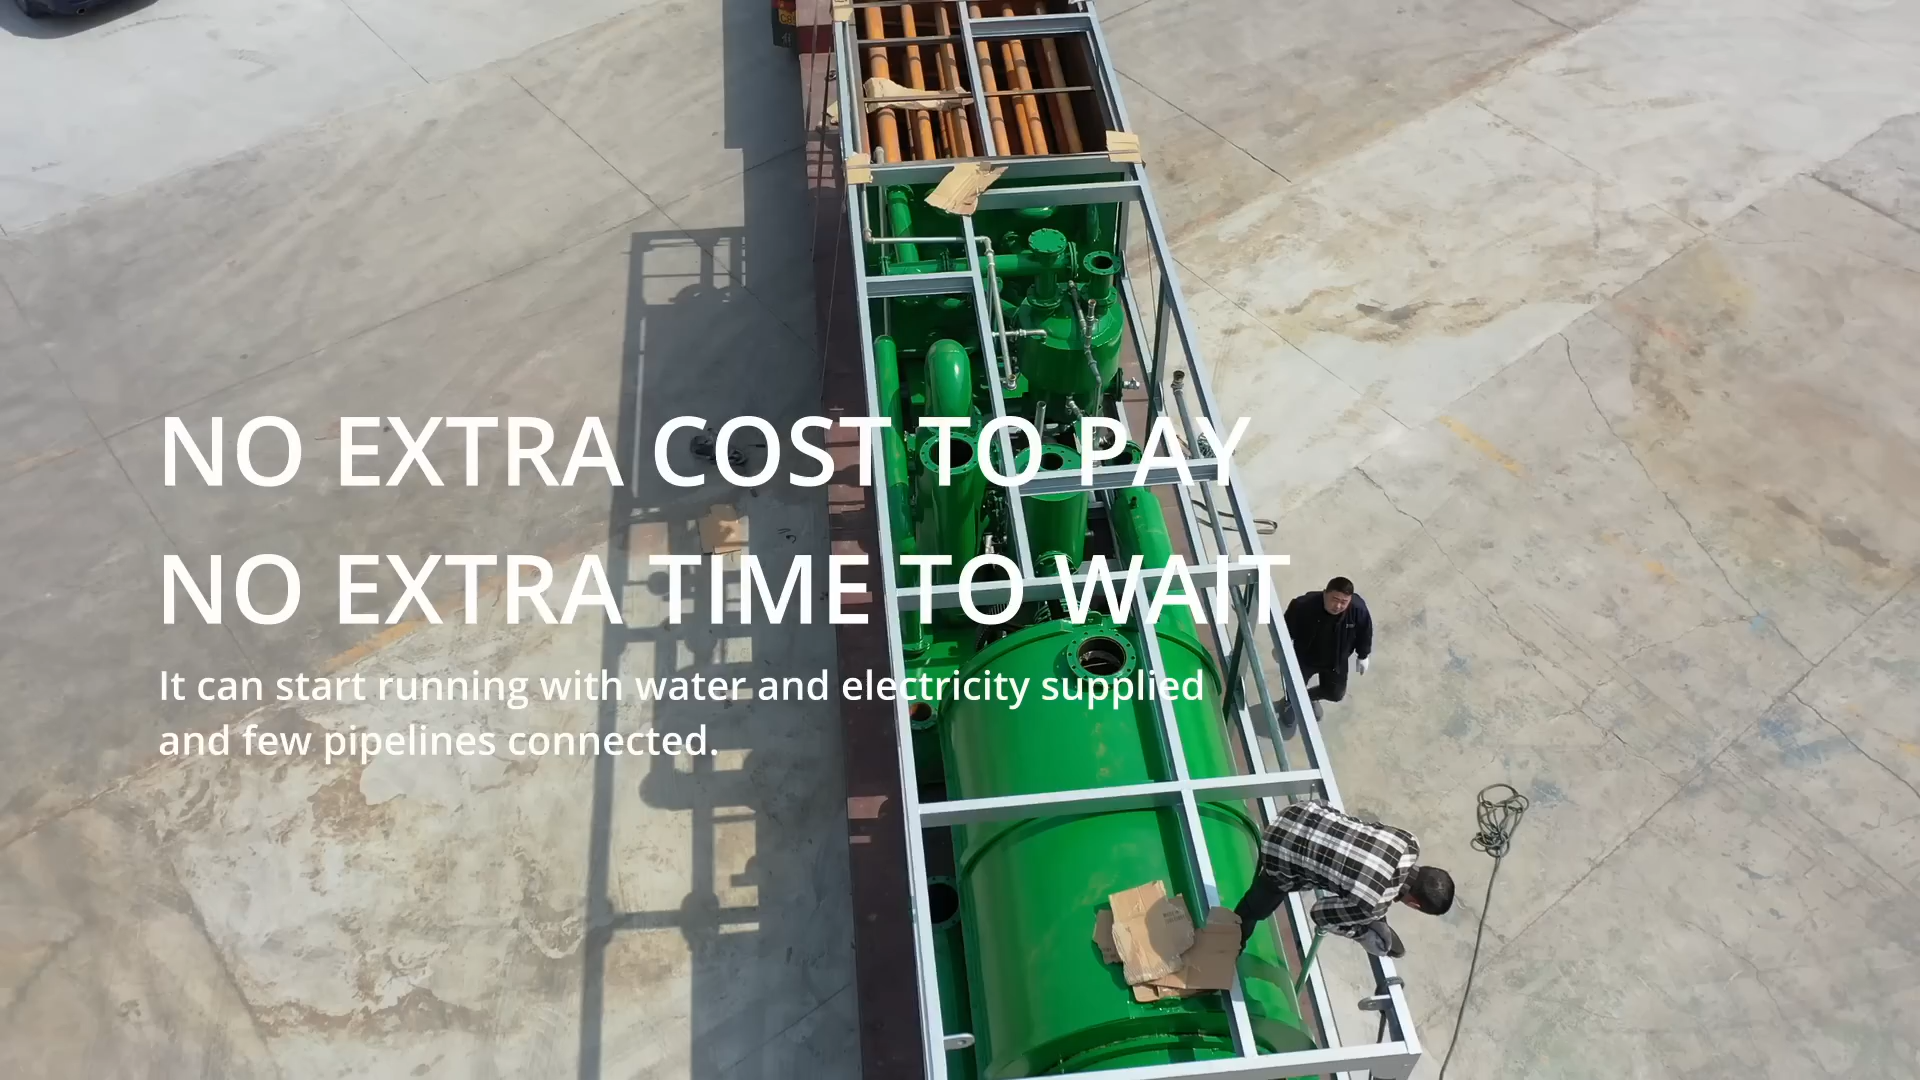 NO EXTRA COST TO PAY
NO EXTRA TIME TO WAIT
It can start running with water and electricity supplied
and few pipelines connected.